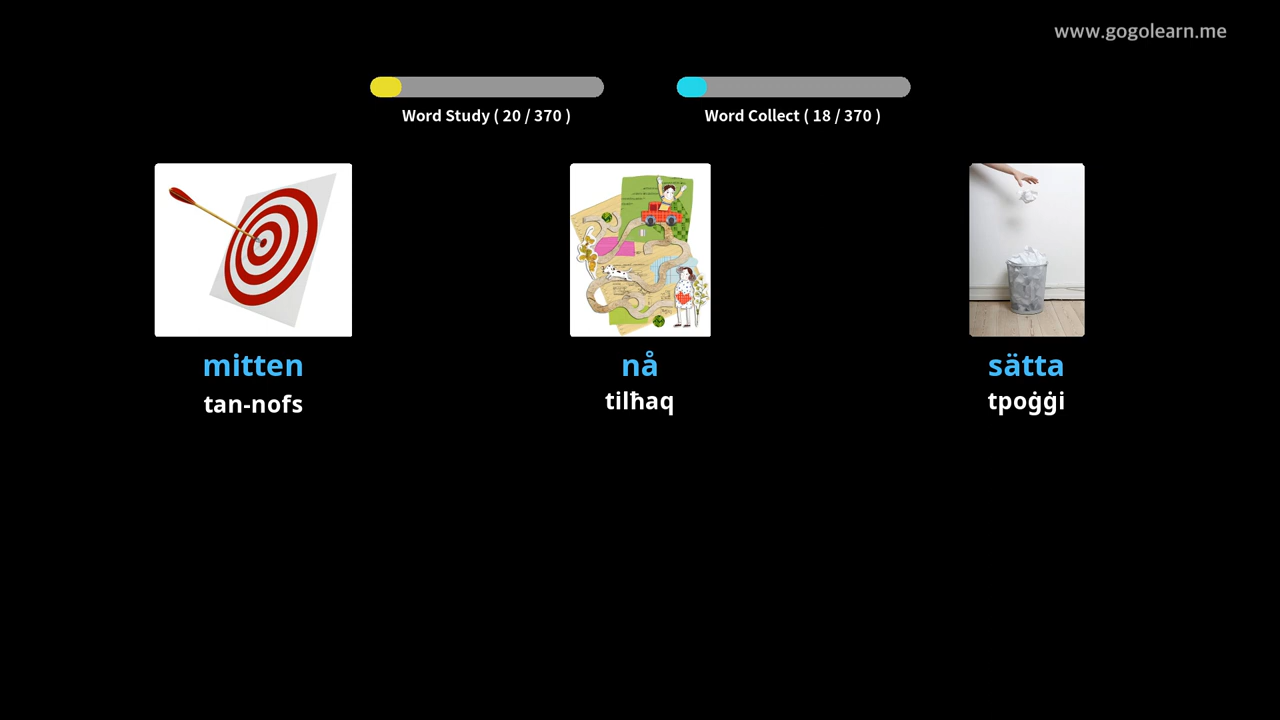 www.gogolearn.me
Word Study ( 20 / 370 )
Word Collect ( 18 / 370 )
mitten
tan-nofs
nå
tilħaq
sätta
tpoġġi